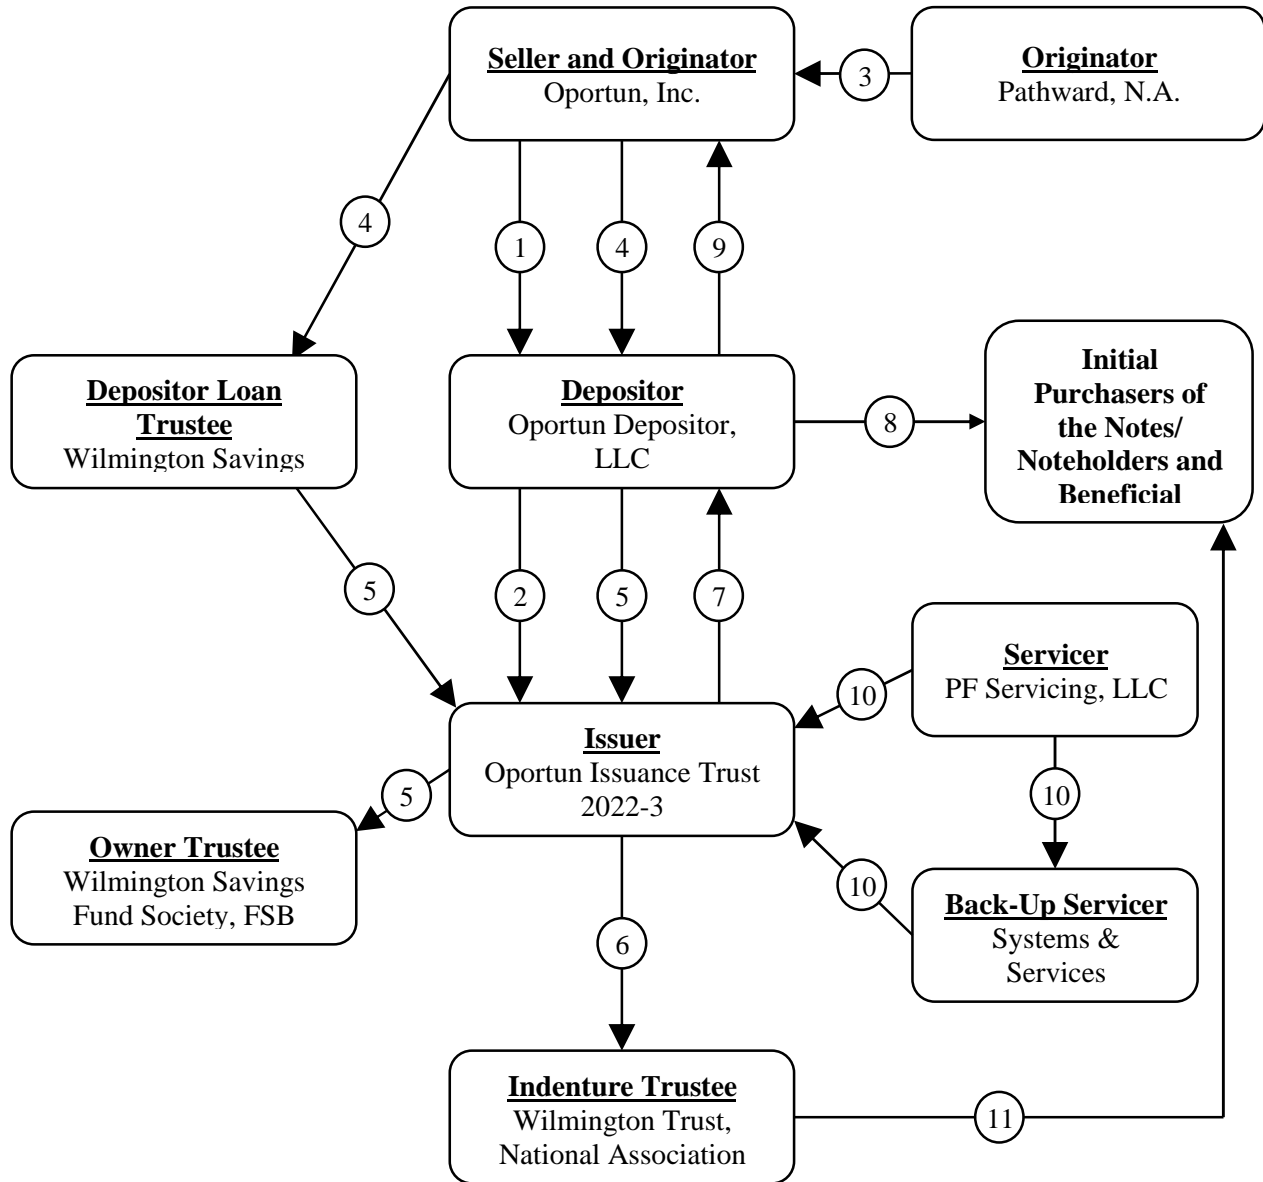 Seller and Originator
Oportun, Inc.
Originator
Pathward, N.A.
3
4
1
4
9
Depositor Loan
Trustee
Wilmington Savings
Depositor
Oportun Depositor,
LLC
8
Initial
Purchasers of
the Notes/
Noteholders and
Beneficial
5
2
5
7
Servicer
PF Servicing, LLC
10
Issuer
Oportun Issuance Trust
2022-3
5
10
Owner Trustee
Wilmington Savings
Fund Society, FSB
10
Back-Up Servicer
Systems &
Services
6
Indenture Trustee
Wilmington Trust,
National Association
11